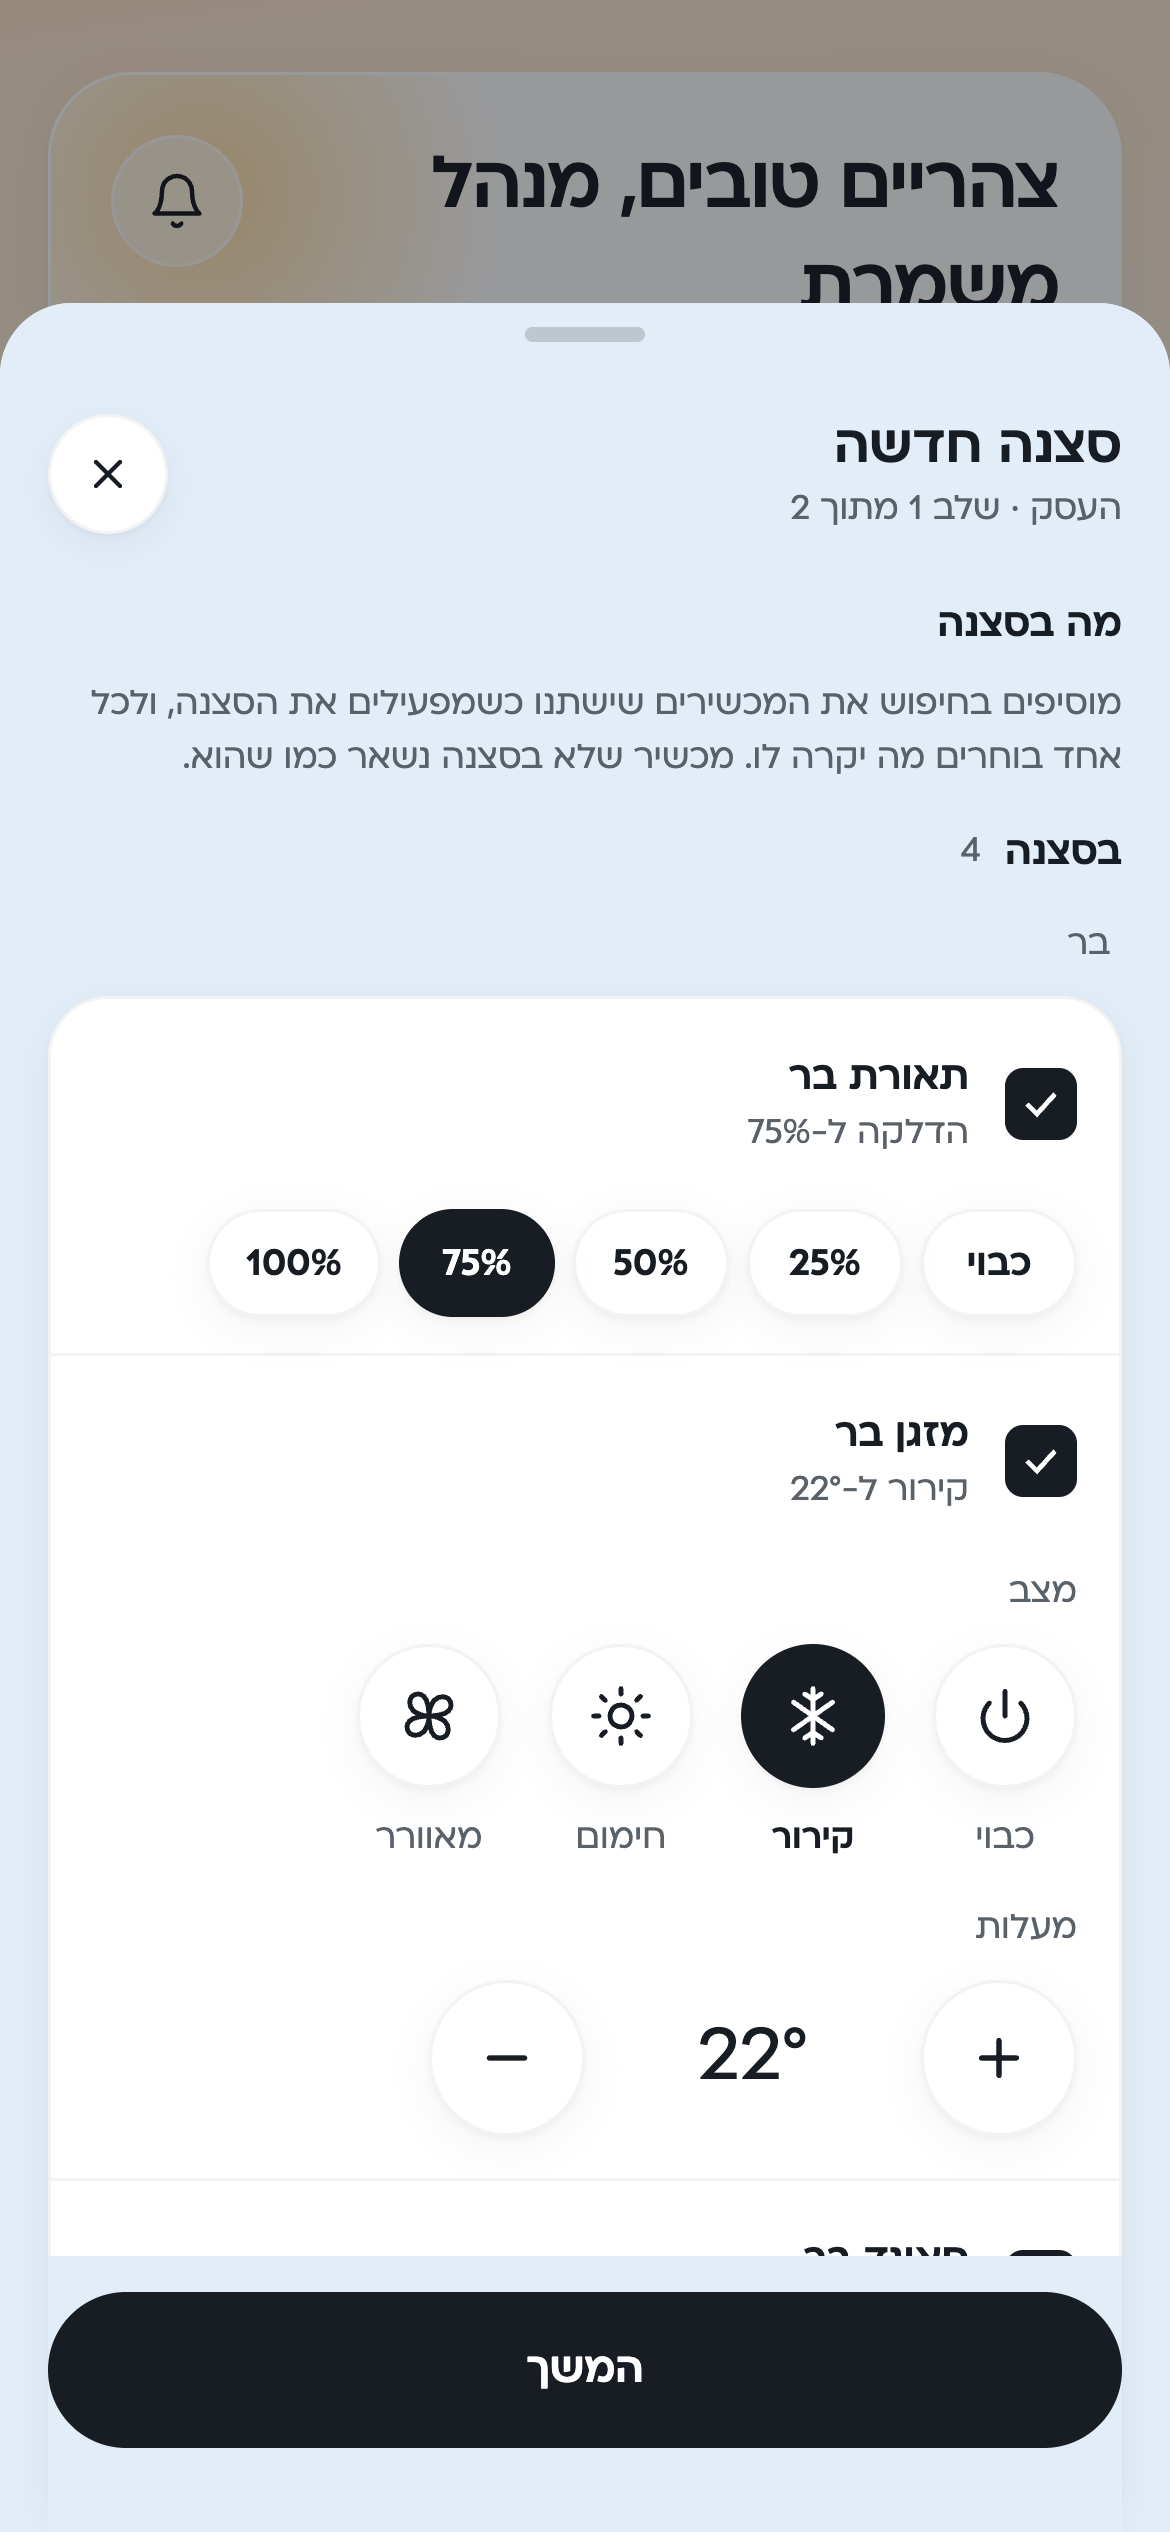 צהריים טובים, מנהל
משמרת
סצנה חדשה
העסק · שלב 1 מתוך 2
מה בסצנה
מוסיפים בחיפוש את המכשירים שישתנו כשמפעילים את הסצנה, ולכל
אחד בוחרים מה יקרה לו. מכשיר שלא בסצנה נשאר כמו שהוא.
בסצנה 4
בר
תאורת בר
הדלקה ל-75%
כבוי 25% 50% 75% 100%
מזגן בר
קירור ל-22°
מצב
כבוי קירור חימום מאוורר
מעלות
22°
המשך